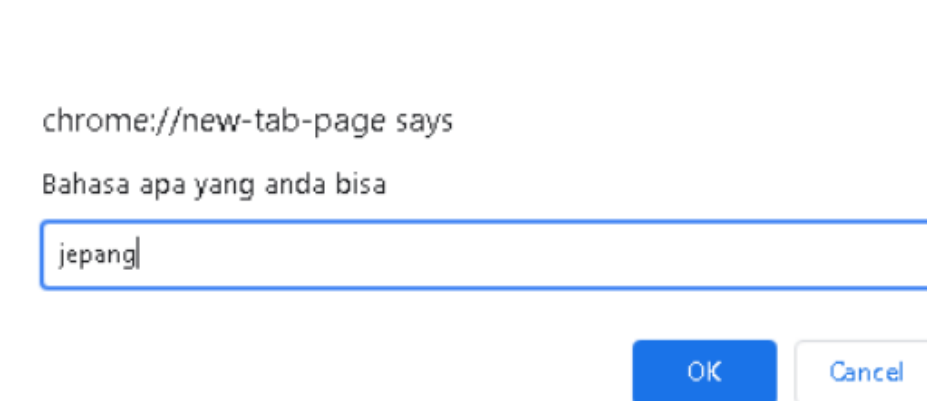 chrome://new-tab-page says
Bahasa apa yang anda bisa
jepang
OK Cancel